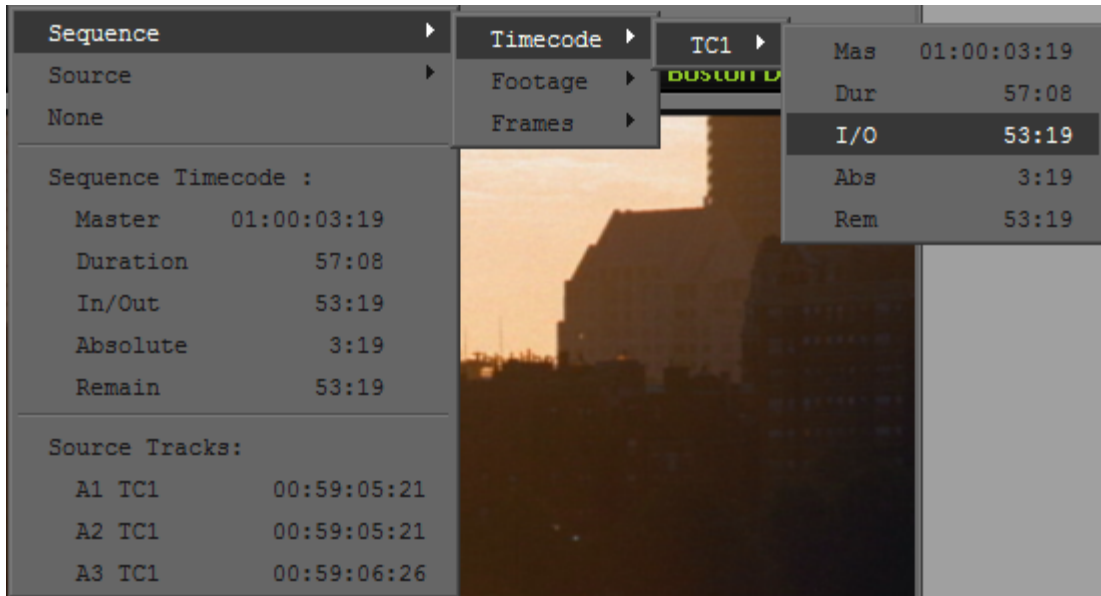 Sequence
Source
None
Sequence Timecode :
Master 01:00:03:19
Duration 57:08
In/Out 53:19
Absolute 3:19
Remain 53:19
Source Tracks:
A1 TC1 00:59:05:21
A2 TC1 00:59:05:21
A3 TC1 00:59:06:26
Timecode
Footage
Frames
TC1
Boston D
Mas 01:00:03:19
Dur 57:08
I/O 53:19
Abs 3:19
Rem 53:19